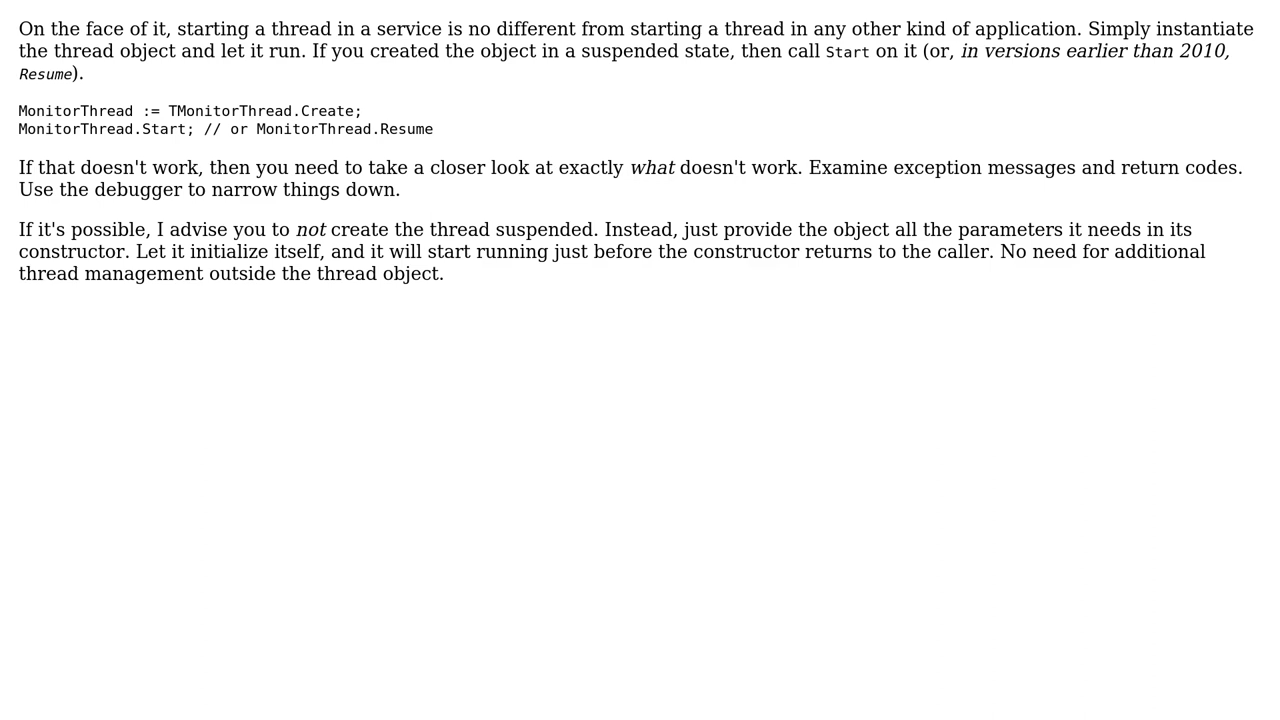 On the face of it, starting a thread in a service is no different from starting a thread in any other kind of application. Simply instantiate
the thread object and let it run. If you created the object in a suspended state, then call Start on it (or, in versions earlier than 2010,
Resume).
MonitorThread := TMonitorThread.Create;
MonitorThread.Start; // or MonitorThread.Resume
If that doesn't work, then you need to take a closer look at exactly what doesn't work. Examine exception messages and return codes.
Use the debugger to narrow things down.
If it's possible, I advise you to not create the thread suspended. Instead, just provide the object all the parameters it needs in its
constructor. Let it initialize itself, and it will start running just before the constructor returns to the caller. No need for additional
thread management outside the thread object.